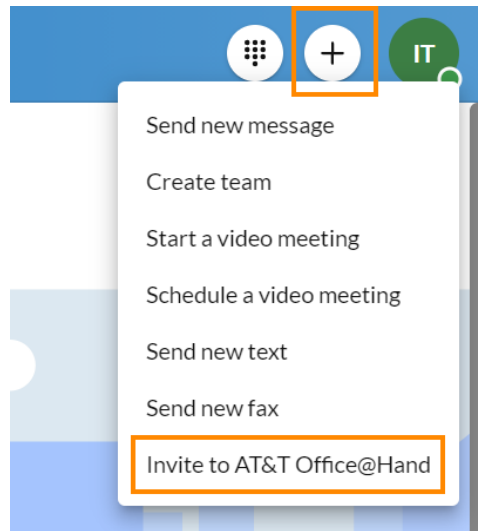 IT
Send new message
Create team
Start a video meeting
Schedule a video meeting
Send new text
Send new fax
Invite to AT&T Office@Hand